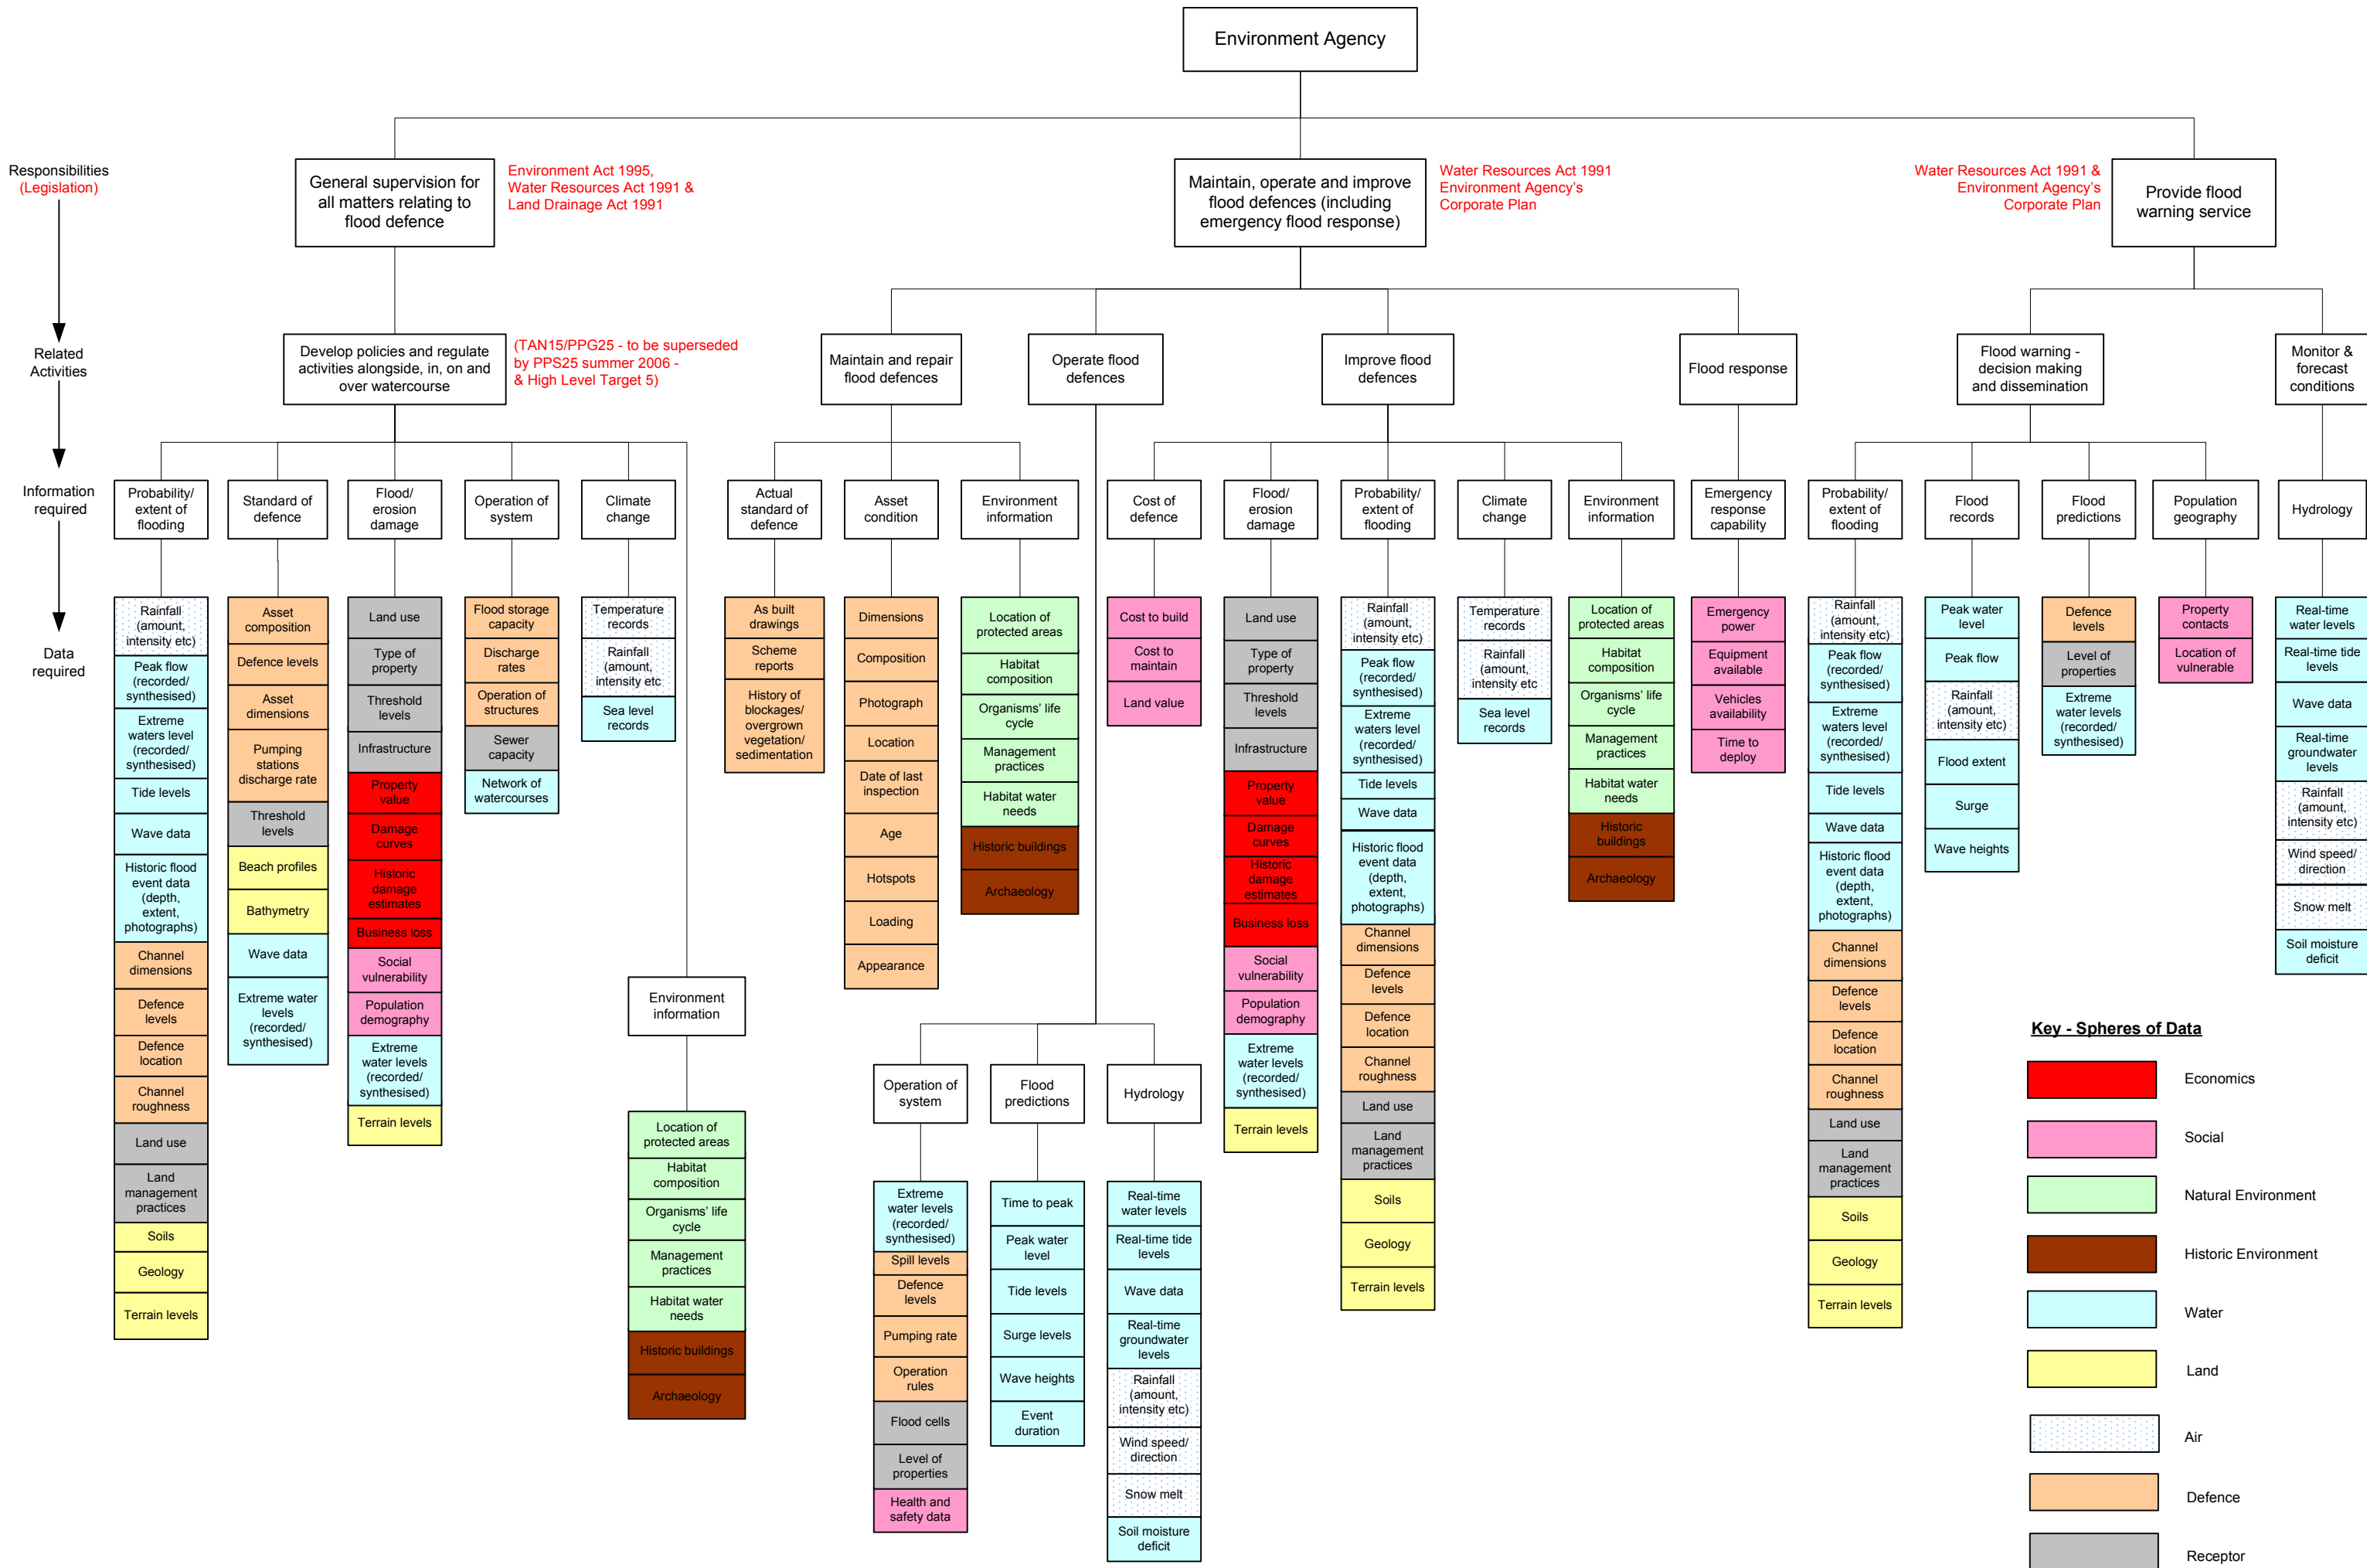 Environment Agency
Responsibilities
(Legislation)
General supervision for
all matters relating to
flood defence
Environment Act 1995,
Water Resources Act 1991 &
Land Drainage Act 1991
Maintain, operate and improve
flood defences (including
emergency flood response)
Water Resources Act 1991
Environment Agency's
Corporate Plan
Water Resources Act 1991 &
Environment Agency's
Corporate Plan
Provide flood
warning service
Related
Activities
Develop policies and regulate
activities alongside, in, on and
over watercourse
(TAN15/PPG25 - to be superseded
by PPS25 summer 2006 -
& High Level Target 5)
Maintain and repair
flood defences
Operate flood
defences
Improve flood
defences
Flood response
Flood warning -
decision making
and dissemination
Monitor &
forecast
conditions
Information
required
Probability/
extent of
flooding
Standard of
defence
Flood/
erosion
damage
Operation of
system
Climate
change
Actual
standard of
defence
Asset
condition
Environment
information
Cost of
defence
Flood/
erosion
damage
Probability/
extent of
flooding
Climate
change
Environment
information
Emergency
response
capability
Probability/
extent of
flooding
Flood
records
Flood
predictions
Population
geography
Hydrology
Data
required
Rainfall
(amount,
intensity etc)
Peak flow
(recorded/
synthesised)
Extreme
waters level
(recorded/
synthesised)
Tide levels
Wave data
Historic flood
event data
(depth,
extent,
photographs)
Channel
dimensions
Defence
levels
Defence
location
Channel
roughness
Land use
Land
management
practices
Soils
Geology
Terrain levels
Asset
composition
Defence levels
Asset
dimensions
Pumping
stations
discharge rate
Threshold
levels
Beach profiles
Bathymetry
Wave data
Extreme water
levels
(recorded/
synthesised)
Land use
Type of
property
Threshold
levels
Infrastructure
Property
value
Damage
curves
Historic
damage
estimates
Business loss
Social
vulnerability
Population
demography
Extreme
water levels
(recorded/
synthesised)
Terrain levels
Flood storage
capacity
Discharge
rates
Operation of
structures
Sewer
capacity
Network of
watercourses
Temperature
records
Rainfall
(amount,
intensity etc
Sea level
records
Environment
information
Location of
protected areas
Habitat
composition
Organisms' life
cycle
Management
practices
Habitat water
needs
Historic buildings
Archaeology
As built
drawings
Scheme
reports
History of
blockages/
overgrown
vegetation/
sedimentation
Dimensions
Composition
Photograph
Location
Date of last
inspection
Age
Hotspots
Loading
Appearance
Location of
protected areas
Habitat
composition
Organisms' life
cycle
Management
practices
Habitat water
needs
Historic buildings
Archaeology
Operation of
system
Flood
predictions
Hydrology
Extreme
water levels
(recorded/
synthesised)
Spill levels
Defence
levels
Pumping rate
Operation
rules
Flood cells
Level of
properties
Health and
safety data
Time to peak
Peak water
level
Tide levels
Surge levels
Wave heights
Event
duration
Real-time
water levels
Real-time tide
levels
Wave data
Real-time
groundwater
levels
Rainfall
(amount,
intensity etc)
Wind speed/
direction
Snow melt
Soil moisture
deficit
Cost to build
Cost to
maintain
Land value
Land use
Type of
property
Threshold
levels
Infrastructure
Property
value
Damage
curves
Historic
damage
estimates
Business loss
Social
vulnerability
Population
demography
Extreme
water levels
(recorded/
synthesised)
Terrain levels
Rainfall
(amount,
intensity etc)
Peak flow
(recorded/
synthesised)
Extreme
waters level
(recorded/
synthesised)
Tide levels
Wave data
Historic flood
event data
(depth,
extent,
photographs)
Channel
dimensions
Defence
levels
Defence
location
Channel
roughness
Land use
Land
management
practices
Soils
Geology
Terrain levels
Temperature
records
Rainfall
(amount,
intensity etc
Sea level
records
Location of
protected areas
Habitat
composition
Organisms' life
cycle
Management
practices
Habitat water
needs
Historic
buildings
Archaeology
Emergency
power
Equipment
available
Vehicles
availability
Time to
deploy
Rainfall
(amount,
intensity etc)
Peak flow
(recorded/
synthesised)
Extreme
waters level
(recorded/
synthesised)
Tide levels
Wave data
Historic flood
event data
(depth,
extent,
photographs)
Channel
dimensions
Defence
levels
Defence
location
Channel
roughness
Land use
Land
management
practices
Soils
Geology
Terrain levels
Peak water
level
Peak flow
Rainfall
(amount,
intensity etc)
Flood extent
Surge
Wave heights
Defence
levels
Level of
properties
Extreme
water levels
(recorded/
synthesised)
Property
contacts
Location of
vulnerable
Real-time
water levels
Real-time tide
levels
Wave data
Real-time
groundwater
levels
Rainfall
(amount,
intensity etc)
Wind speed/
direction
Snow melt
Soil moisture
deficit
Key - Spheres of Data
Economics
Social
Natural Environment
Historic Environment
Water
Land
Air
Defence
Receptor